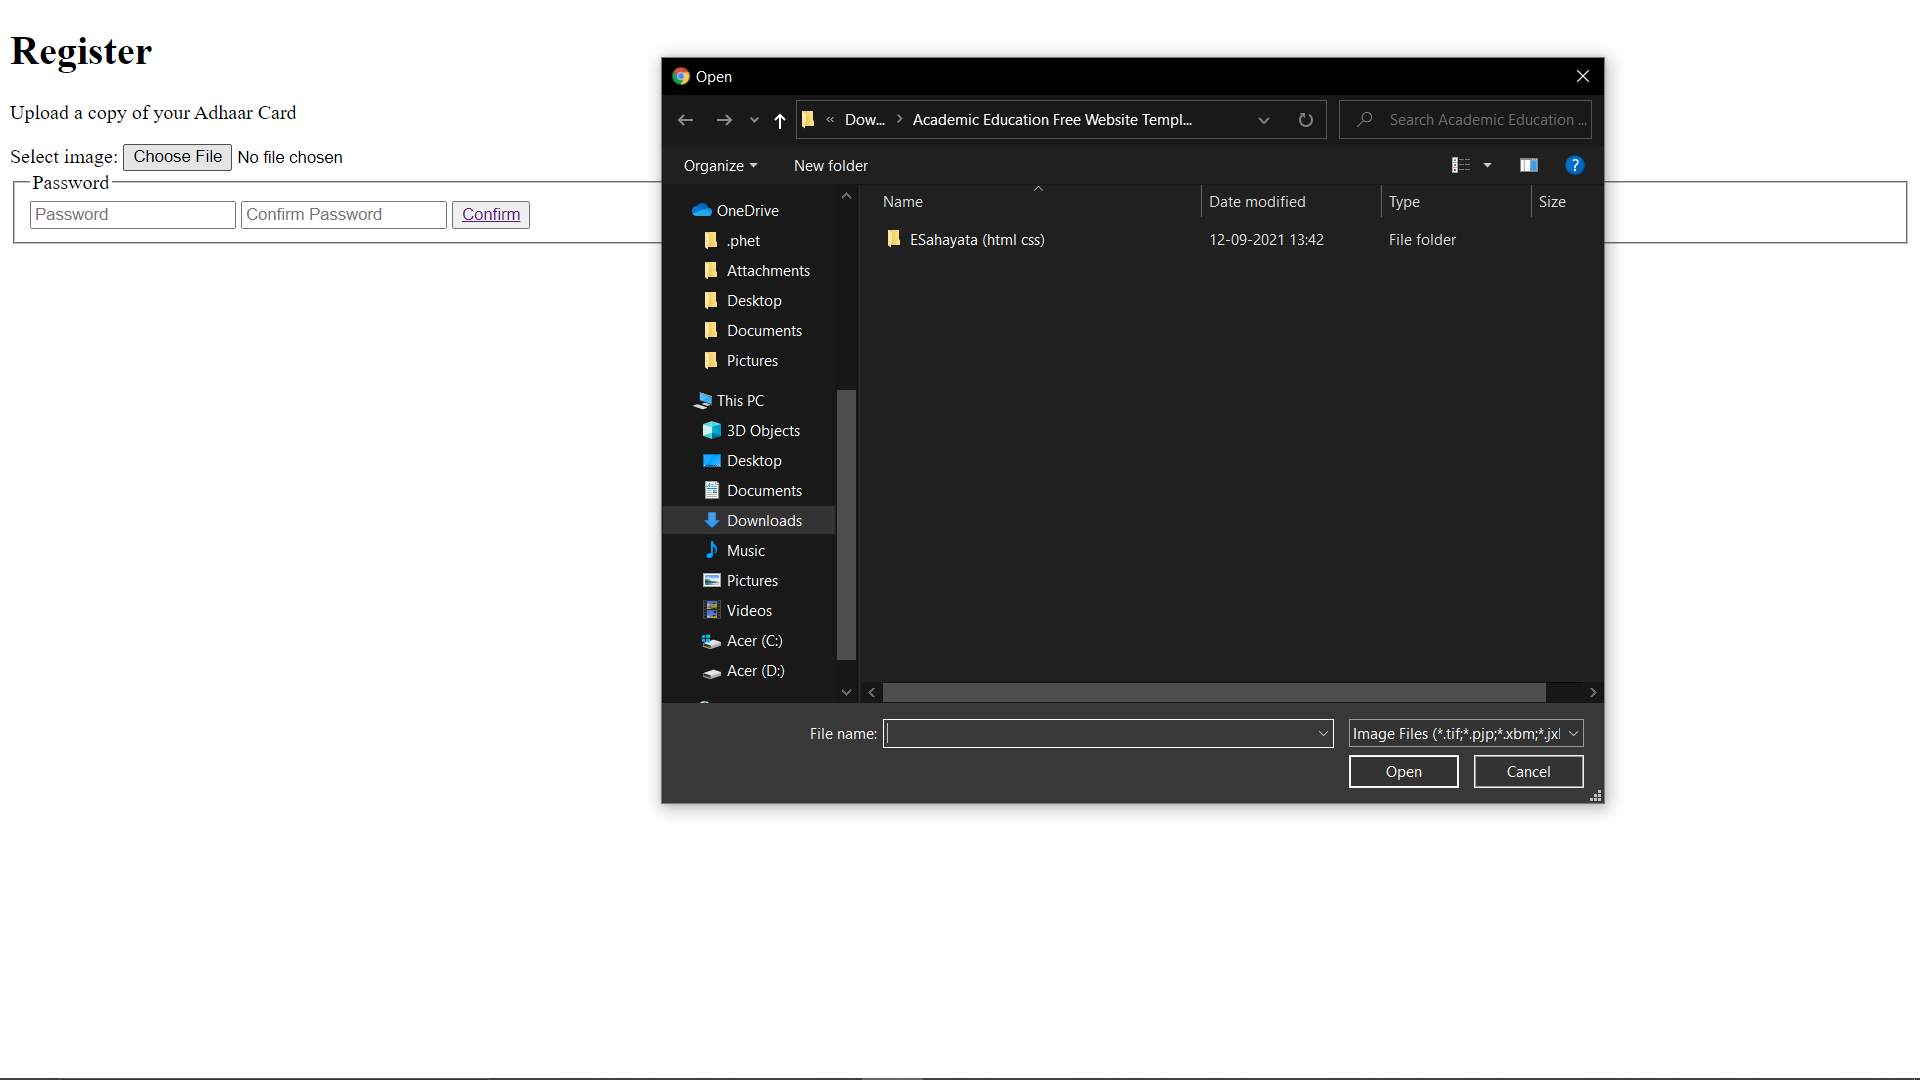 Register
Upload a copy of your Adhaar Card
Select image: Choose File No file chosen
Password
Password Confirm Password Confirm
Open
« Dow... > Academic Education Free Website Templ...
Search Academic Education ...
Organize New folder
Name Date modified Type Size
ESahayata (html css) 12-09-2021 13:42 File folder
OneDrive
.phet
Attachments
Desktop
Documents
Pictures
This PC
3D Objects
Desktop
Documents
Downloads
Music
Pictures
Videos
Acer (C:)
Acer (D:)
File name: Image Files (*.tif;*.pjp;*.xbm;*.jxl
Open Cancel